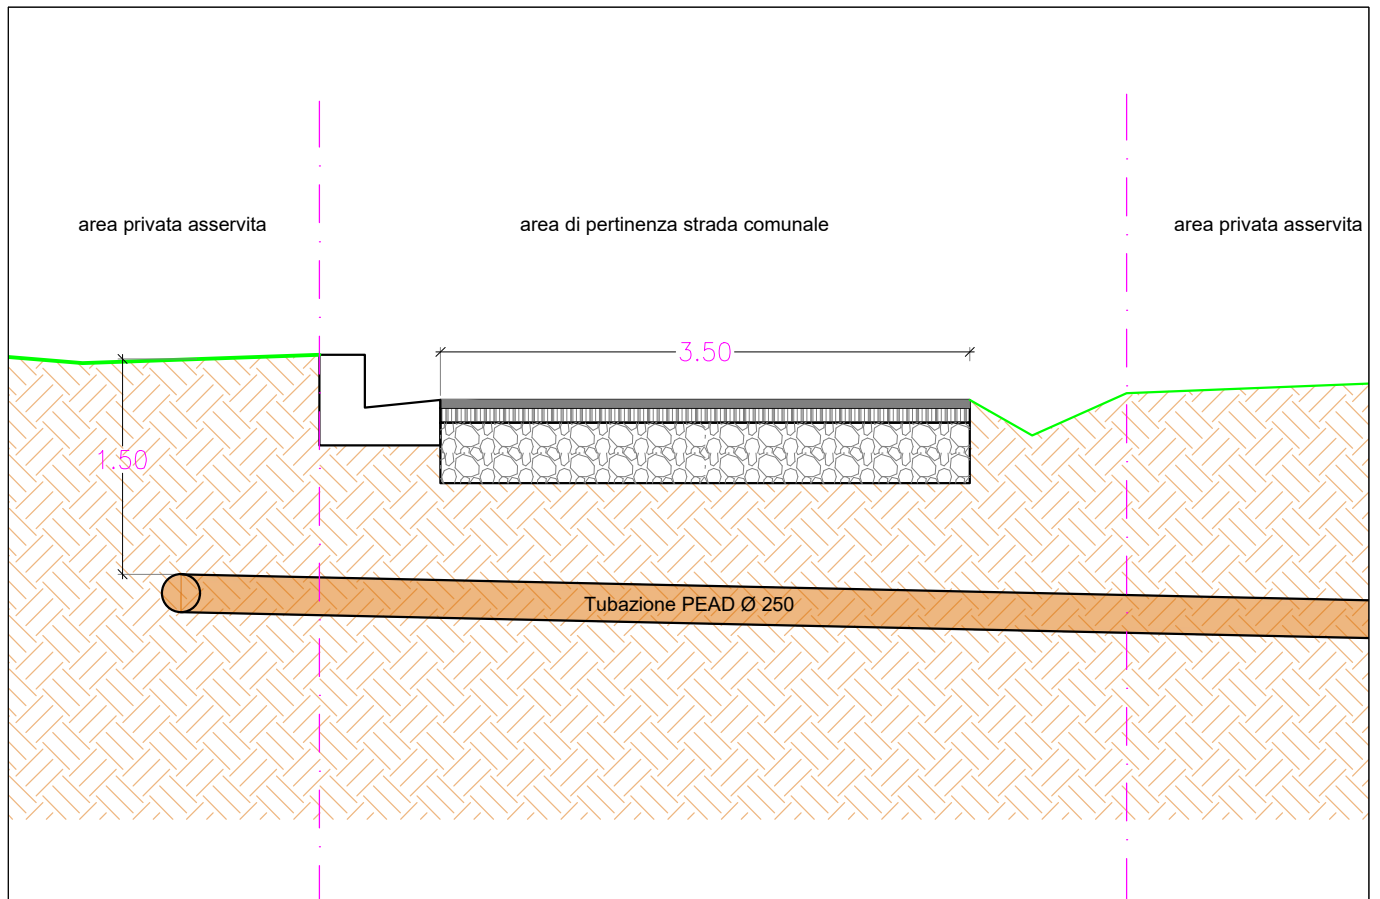 area privata asservita
area di pertinenza strada comunale
area privata asservita
3.50
1.50
Tubazione PEAD Ø 250